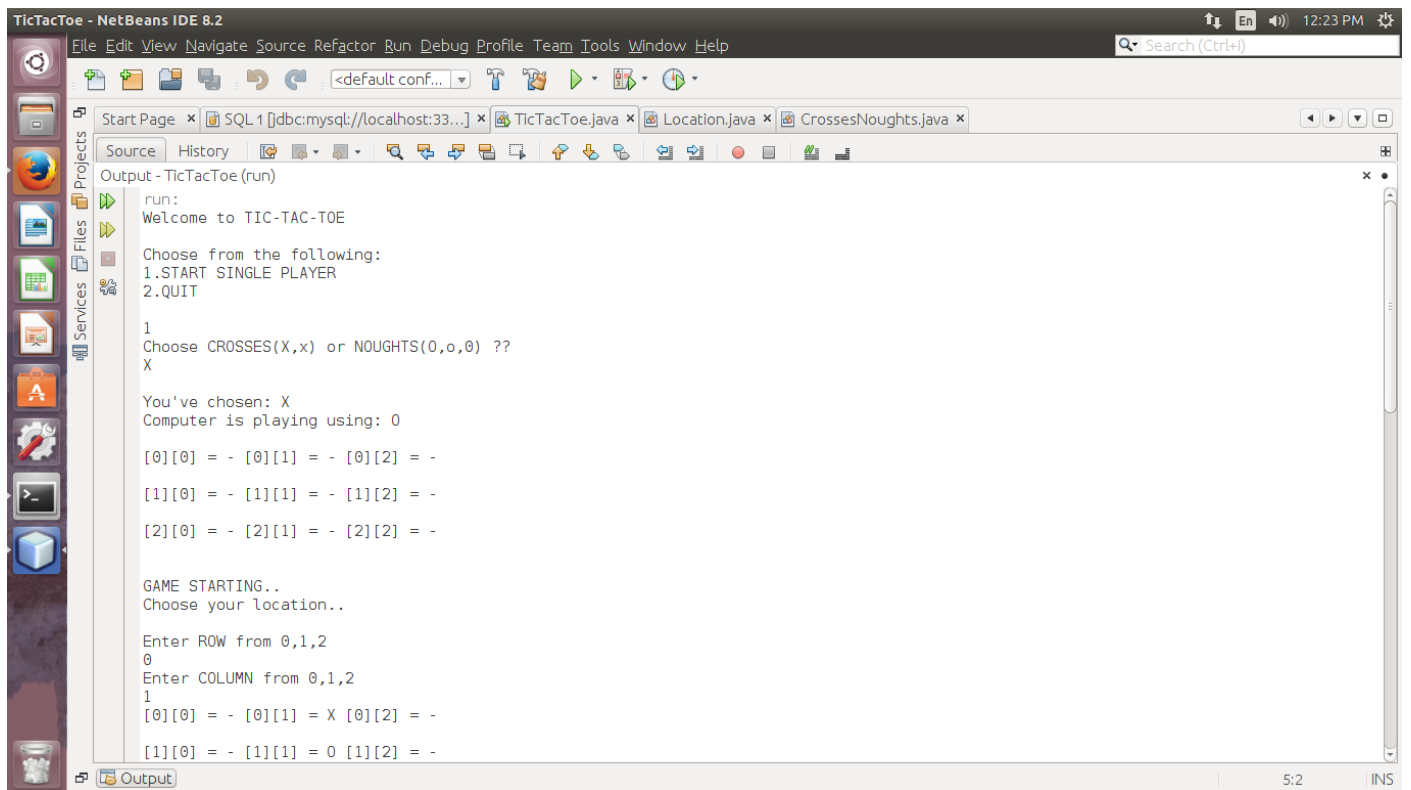 TicTacToe - NetBeans IDE 8.2 En 12:23 PM
File Edit View Navigate Source Refactor Run Debug Profile Team Tools Window Help Search (Ctrl+I)
<default conf...
Start Page SQL 1 [jdbc:mysql://localhost:33...] TicTacToe.java Location.java CrossesNoughts.java
Source History
Projects
Files
Services
Output - TicTacToe (run)
run:
Welcome to TIC-TAC-TOE
Choose from the following:
1.START SINGLE PLAYER
2.QUIT
1
Choose CROSSES(X,x) or NOUGHTS(O,o,0) ??
X
You've chosen: X
Computer is playing using: O
[0][0] = - [0][1] = - [0][2] = -
[1][0] = - [1][1] = - [1][2] = -
[2][0] = - [2][1] = - [2][2] = -
GAME STARTING..
Choose your location..
Enter ROW from 0,1,2
0
Enter COLUMN from 0,1,2
1
[0][0] = - [0][1] = X [0][2] = -
[1][0] = - [1][1] = O [1][2] = -
Output
5:2 INS